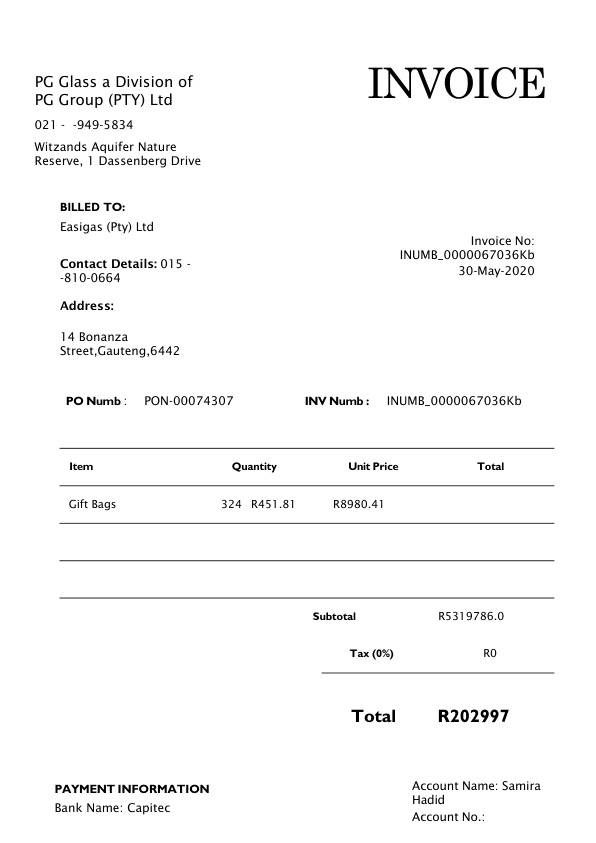 INVOICE
PG Glass a Division of
PG Group (PTY) Ltd
021 -  -949-5834
Witzands Aquifer Nature
Reserve, 1 Dassenberg Drive
BILLED TO:
Easigas (Pty) Ltd
Contact Details: 015 -
-810-0664
Address:
14 Bonanza
Street,Gauteng,6442
Invoice No:
INUMB_0000067036Kb
30-May-2020
PO Numb : PON-00074307 INV Numb : INUMB_0000067036Kb
Item Quantity Unit Price Total
Gift Bags 324 R451.81 R8980.41
Subtotal R5319786.0
Tax (0%) R0
Total R202997
PAYMENT INFORMATION
Bank Name: Capitec
Account Name: Samira
Hadid
Account No.: